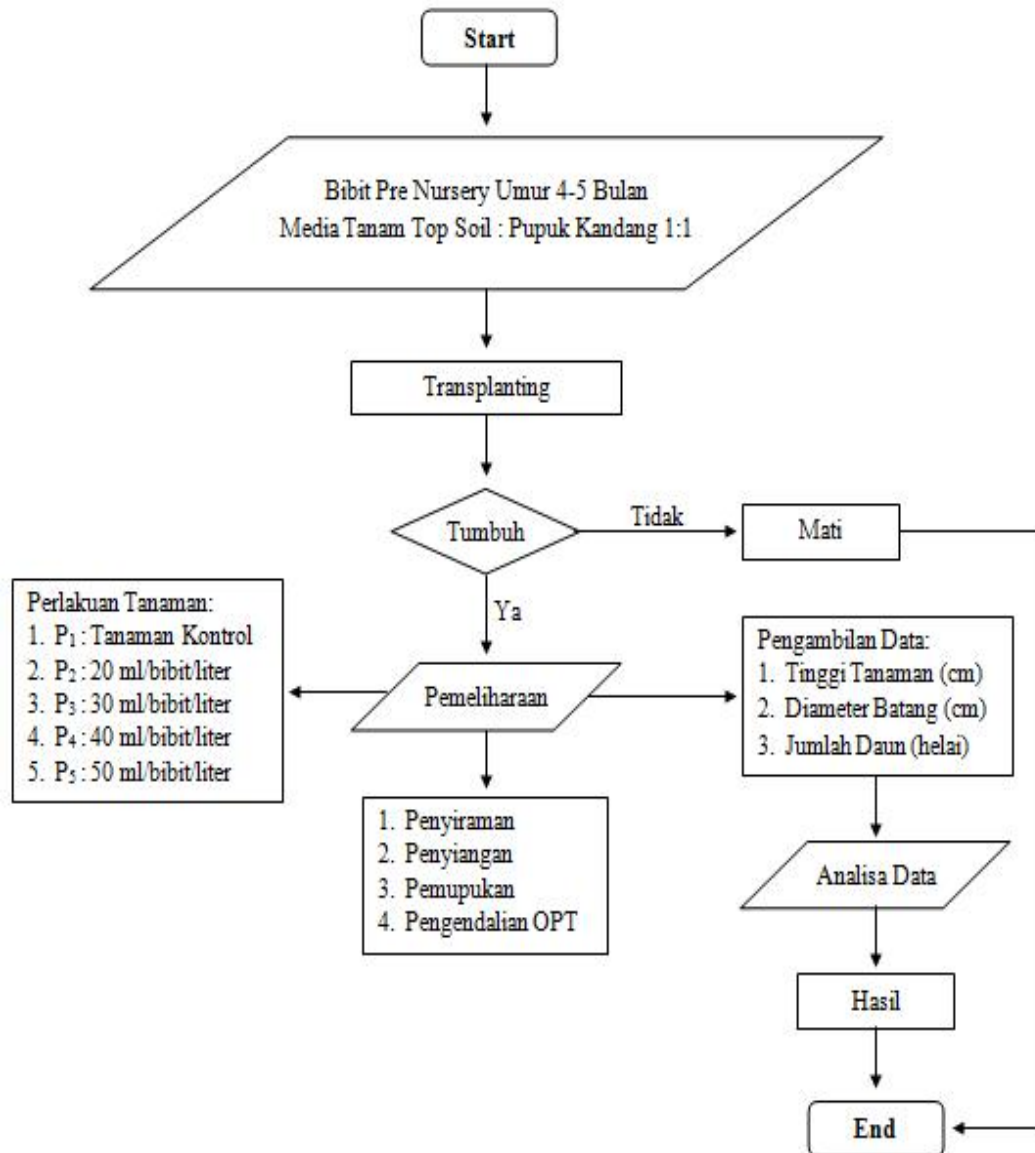 Start
Bibit Pre Nursery Umur 4-5 Bulan
Media Tanam Top Soil : Pupuk Kandang 1:1
Transplanting
Tumbuh
Tidak
Mati
Ya
Perlakuan Tanaman:
1. P₁ : Tanaman Kontrol
2. P₂ : 20 ml/bibit/liter
3. P₃ : 30 ml/bibit/liter
4. P₄ : 40 ml/bibit/liter
5. P₅ : 50 ml/bibit/liter
Pemeliharaan
Pengambilan Data:
1. Tinggi Tanaman (cm)
2. Diameter Batang (cm)
3. Jumlah Daun (helai)
1. Penyiraman
2. Penyiangan
3. Pemupukan
4. Pengendalian OPT
Analisa Data
Hasil
End